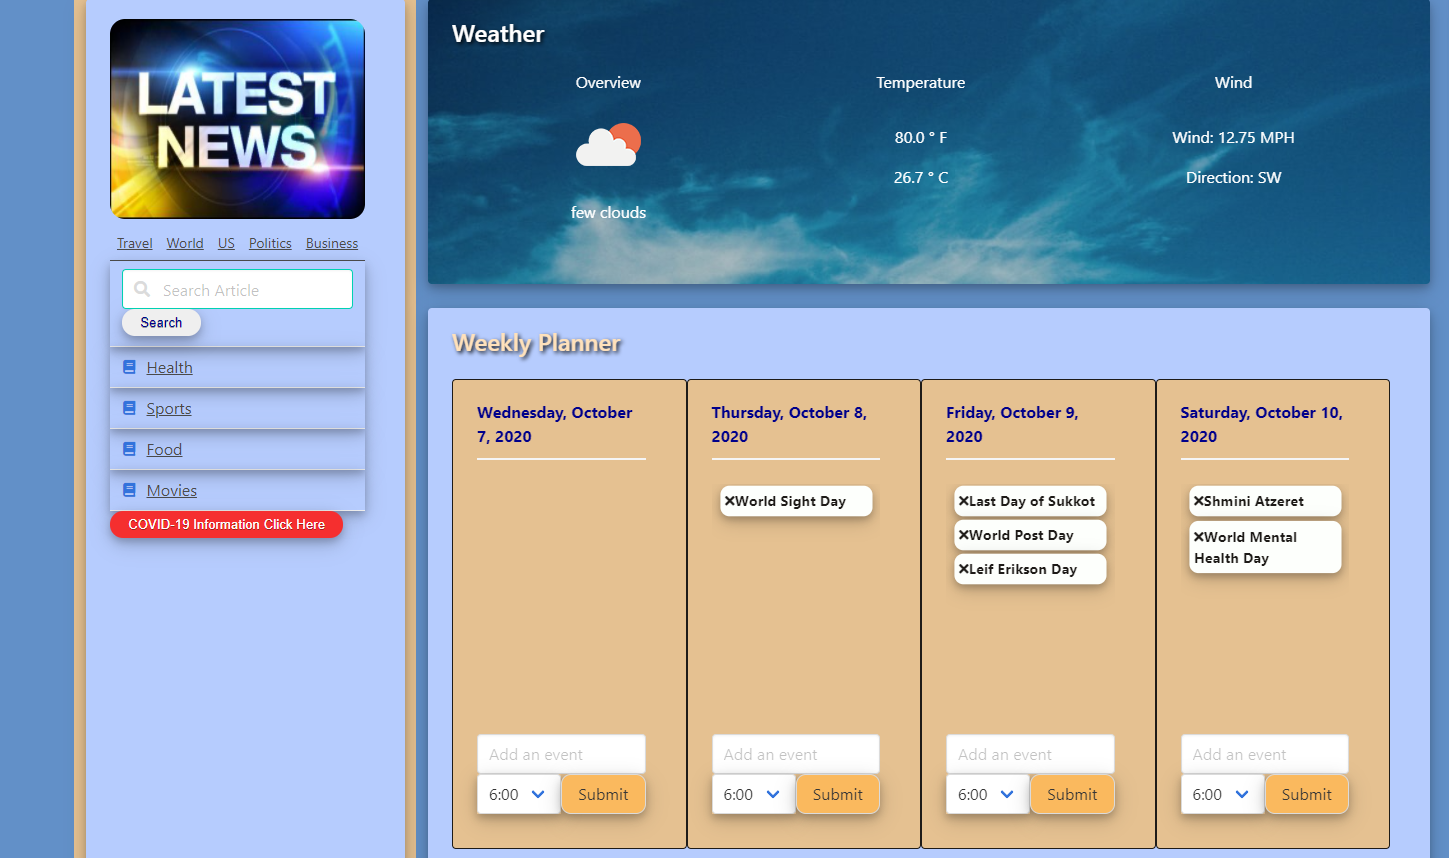 LATEST
NEWS
Travel World US Politics Business
Search Article
Search
Health
Sports
Food
Movies
COVID-19 Information Click Here
Weather
Overview
few clouds
Temperature
80.0 ° F
26.7 ° C
Wind
Wind: 12.75 MPH
Direction: SW
Weekly Planner
Wednesday, October
7, 2020
Add an event
6:00 Submit
Thursday, October 8,
2020
World Sight Day
Add an event
6:00 Submit
Friday, October 9,
2020
Last Day of Sukkot
World Post Day
Leif Erikson Day
Add an event
6:00 Submit
Saturday, October 10,
2020
Shmini Atzeret
World Mental
Health Day
Add an event
6:00 Submit